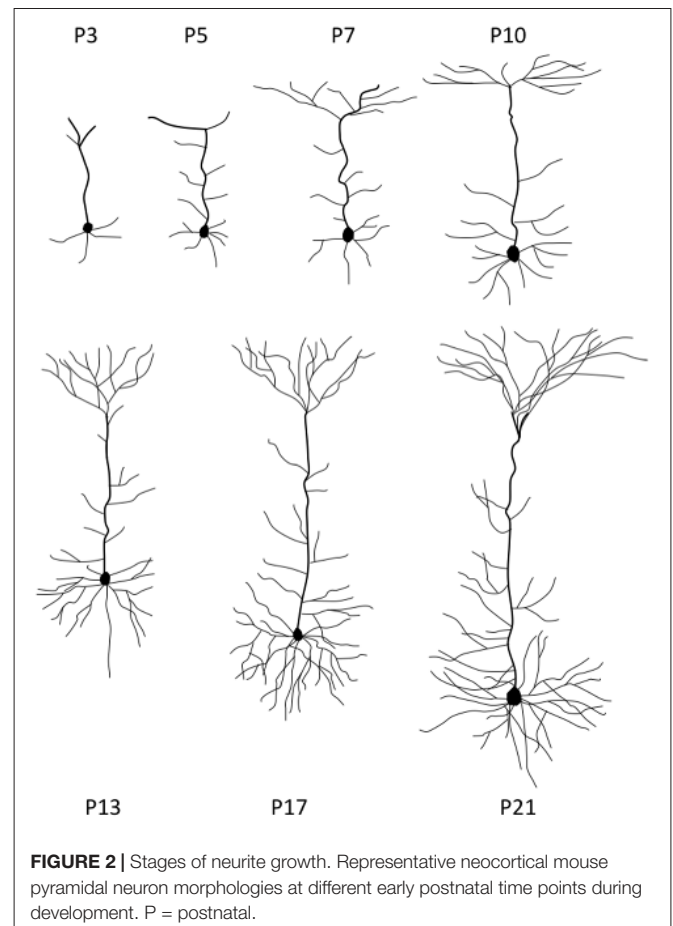 P3 P5 P7 P10
P13 P17 P21
FIGURE 2 | Stages of neurite growth. Representative neocortical mouse
pyramidal neuron morphologies at different early postnatal time points during
development. P = postnatal.